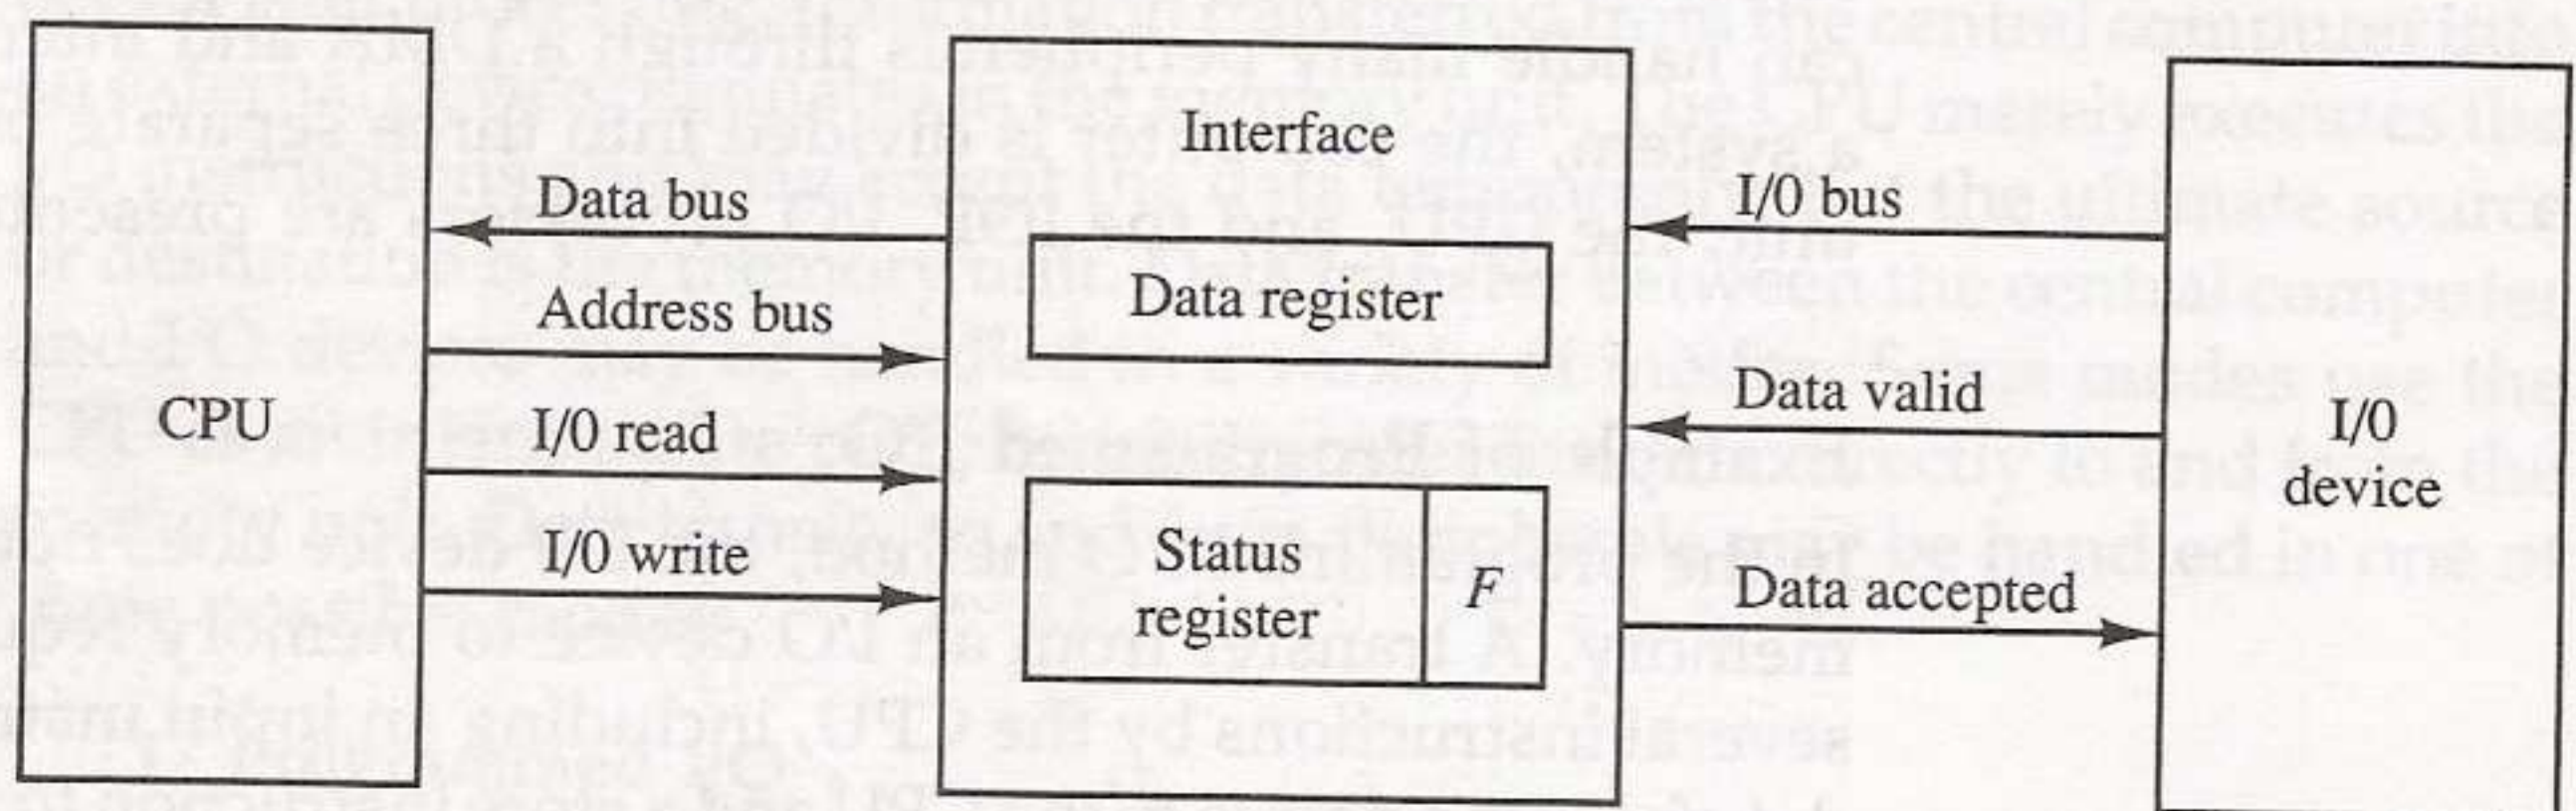 Interface
Data bus
I/0 bus
Data register
Address bus
CPU
I/0 read
Data valid
I/0
device
I/0 write
Status
register
F
Data accepted